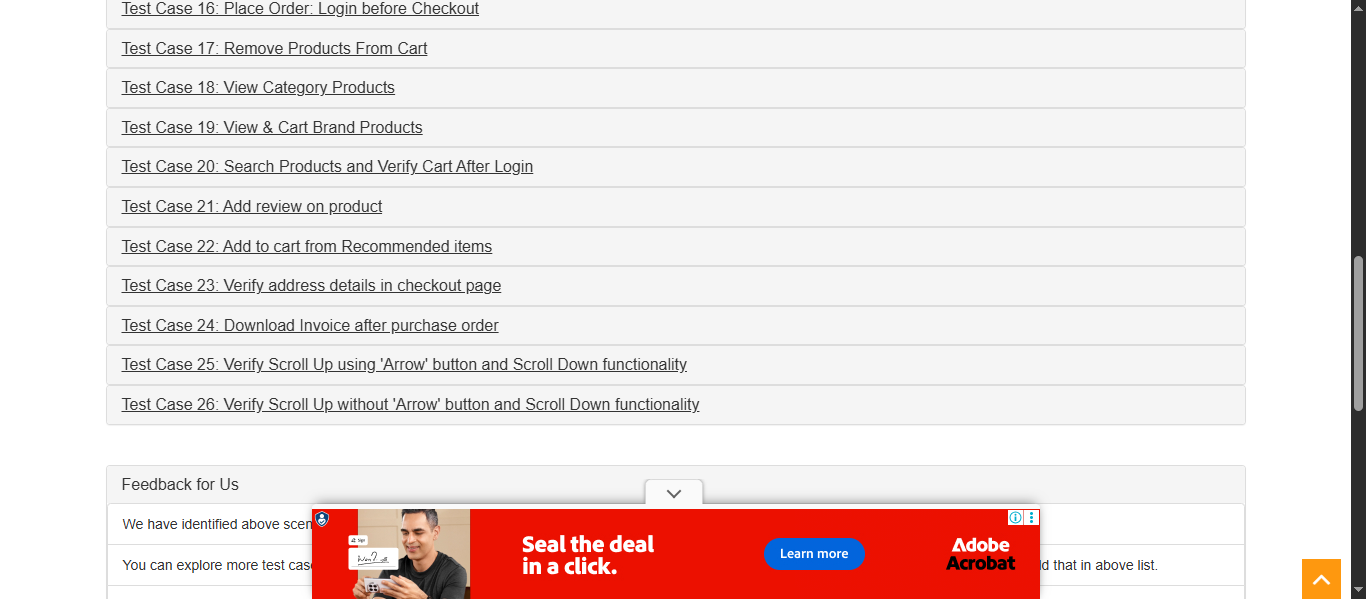 Test Case 16: Place Order: Login before Checkout
Test Case 17: Remove Products From Cart
Test Case 18: View Category Products
Test Case 19: View & Cart Brand Products
Test Case 20: Search Products and Verify Cart After Login
Test Case 21: Add review on product
Test Case 22: Add to cart from Recommended items
Test Case 23: Verify address details in checkout page
Test Case 24: Download Invoice after purchase order
Test Case 25: Verify Scroll Up using 'Arrow' button and Scroll Down functionality
Test Case 26: Verify Scroll Up without 'Arrow' button and Scroll Down functionality
Feedback for Us
We have identified above
You can explore more test
that in above list.
Seal the deal
in a click.
Learn more
Adobe
Acrobat